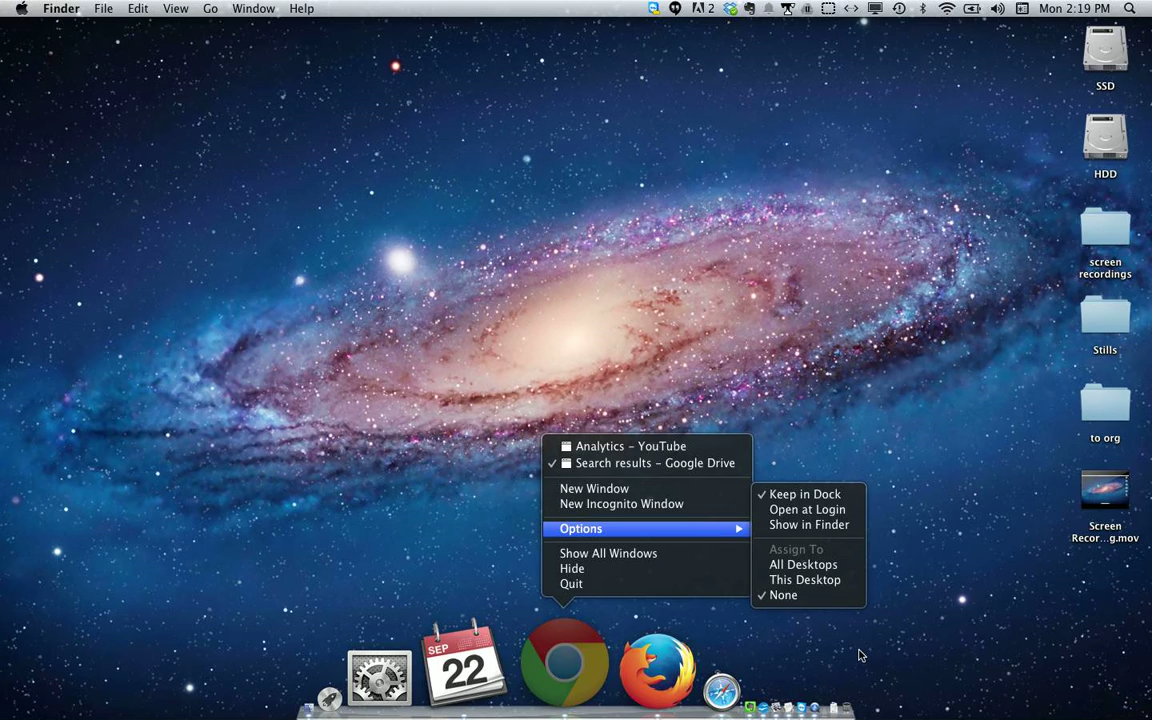 Finder File Edit View Go Window Help 2 Mon 2:19 PM
SSD
HDD
screen
recordings
Stills
to org
Screen
Recor...g.mov
Analytics – YouTube
✓ Search results – Google Drive
New Window
New Incognito Window
Options
Show All Windows
Hide
Quit
✓ Keep in Dock
Open at Login
Show in Finder
Assign To
All Desktops
This Desktop
✓ None
SEP
22